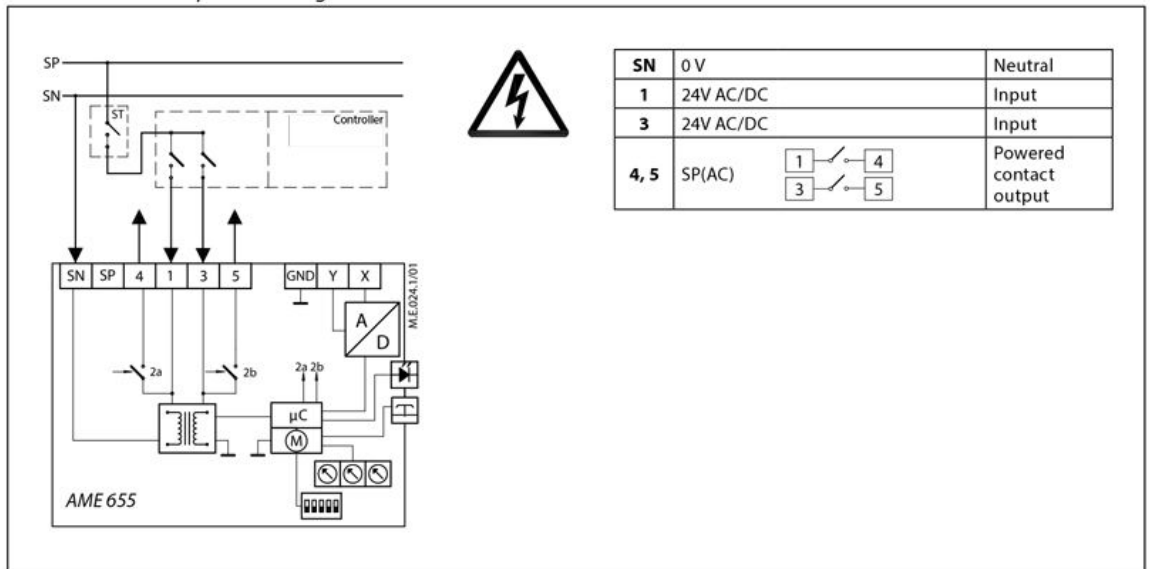 SP
SN
ST
Controller
SN SP 4 1 3 5 GND Y X
M.E.024.1/01
A
D
2a 2b 2a 2b
µC
M
AME 655
SN 0 V Neutral
1 24V AC/DC Input
3 24V AC/DC Input
4, 5 SP(AC) 1 4 3 5 Powered contact output